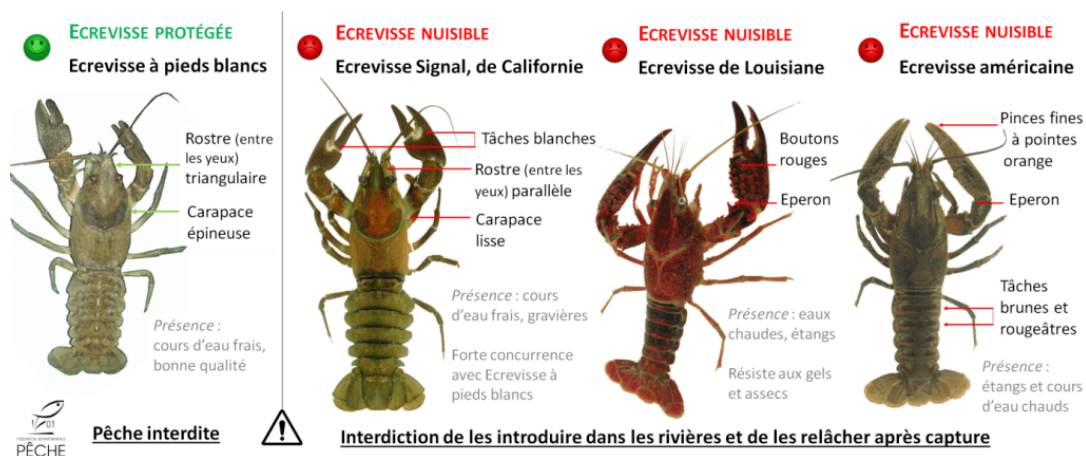 ECREVISSE PROTÉGÉE
Ecrevisse à pieds blancs
Rostre (entre
les yeux)
triangulaire
Carapace
épineuse
Présence :
cours d'eau frais,
bonne qualité
01
PÊCHE
Pêche interdite
ECREVISSE NUISIBLE
Ecrevisse Signal, de Californie
Tâches blanches
Rostre (entre les
yeux) parallèle
Carapace
lisse
Présence : cours
d'eau frais, gravières
Forte concurrence
avec Ecrevisse à
pieds blancs
ECREVISSE NUISIBLE
Ecrevisse de Louisiane
Boutons
rouges
Eperon
Présence : eaux
chaudes, étangs
Résiste aux gels
et assecs
ECREVISSE NUISIBLE
Ecrevisse américaine
Pinces fines
à pointes
orange
Eperon
Tâches
brunes et
rougeâtres
Présence :
étangs et cours
d'eau chauds
Interdiction de les introduire dans les rivières et de les relâcher après capture